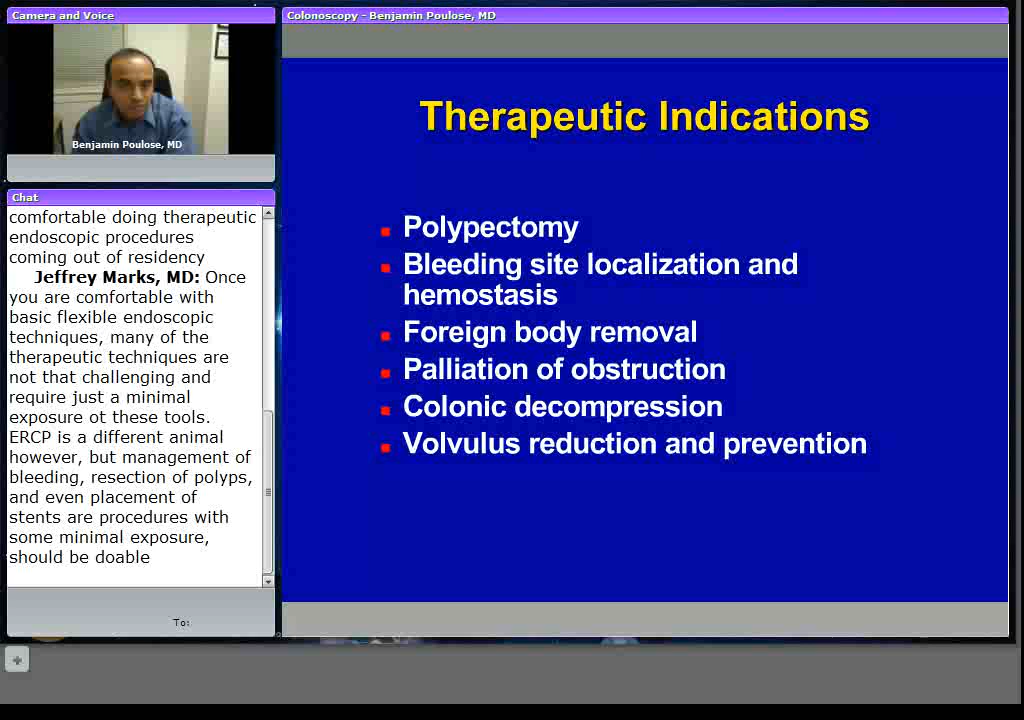 Camera and Voice
Benjamin Poulose, MD
Chat
comfortable doing therapeutic
endoscopic procedures
coming out of residency
Jeffrey Marks, MD: Once
you are comfortable with
basic flexible endoscopic
techniques, many of the
therapeutic techniques are
not that challenging and
require just a minimal
exposure ot these tools.
ERCP is a different animal
however, but management of
bleeding, resection of polyps,
and even placement of
stents are procedures with
some minimal exposure,
should be doable
To:
Colonoscopy - Benjamin Poulose, MD
Therapeutic Indications
Polypectomy
Bleeding site localization and
hemostasis
Foreign body removal
Palliation of obstruction
Colonic decompression
Volvulus reduction and prevention